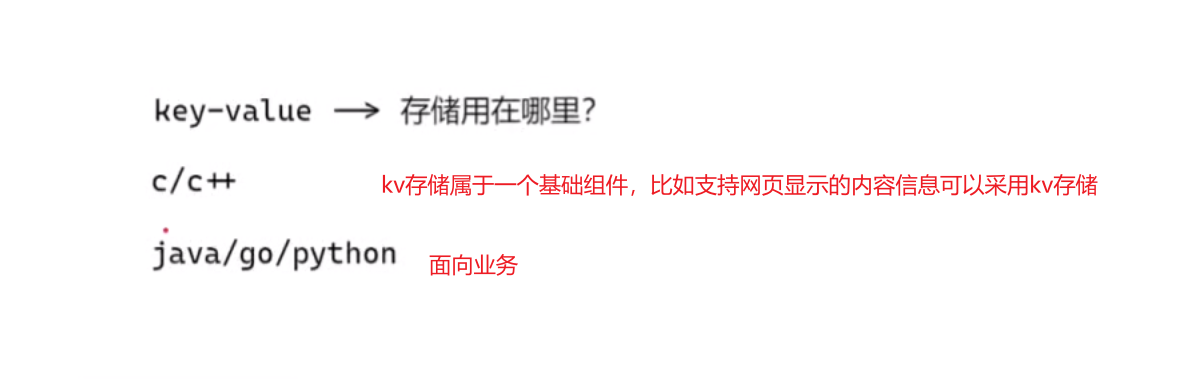 key-value --> 存储用在哪里?
c/c++ kv存储属于一个基础组件，比如支持网页显示的内容信息可以采用kv存储
java/go/python 面向业务